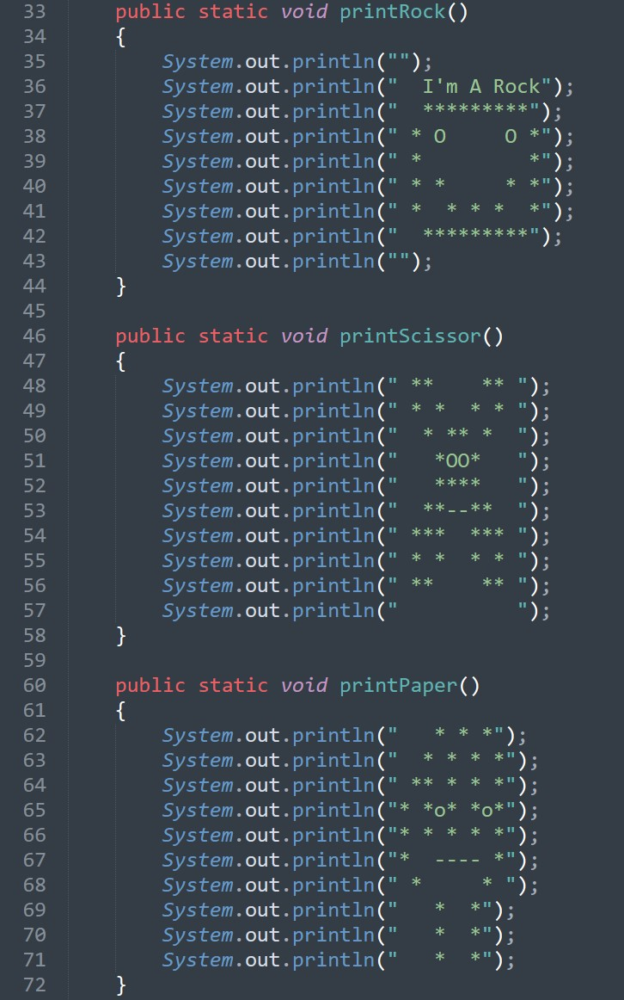 33    public static void printRock()
34    {
35        System.out.println("");
36        System.out.println("  I'm A Rock");
37        System.out.println("  *********");
38        System.out.println(" * O     O *");
39        System.out.println(" *         *");
40        System.out.println(" * *     * *");
41        System.out.println(" *  * * *  *");
42        System.out.println("  *********");
43        System.out.println("");
44    }
45
46    public static void printScissor()
47    {
48        System.out.println(" **    ** ");
49        System.out.println(" * *  * * ");
50        System.out.println("  * ** *  ");
51        System.out.println("   *OO*   ");
52        System.out.println("   ****   ");
53        System.out.println("  **--**  ");
54        System.out.println(" ***  *** ");
55        System.out.println(" * *  * * ");
56        System.out.println(" **    ** ");
57        System.out.println("          ");
58    }
59
60    public static void printPaper()
61    {
62        System.out.println("   * * *");
63        System.out.println("  * * * *");
64        System.out.println(" ** * * *");
65        System.out.println("* *o* *o*");
66        System.out.println("* * * * *");
67        System.out.println("*  ---- *");
68        System.out.println(" *     * ");
69        System.out.println("   *  *");
70        System.out.println("   *  *");
71        System.out.println("   *  *");
72    }